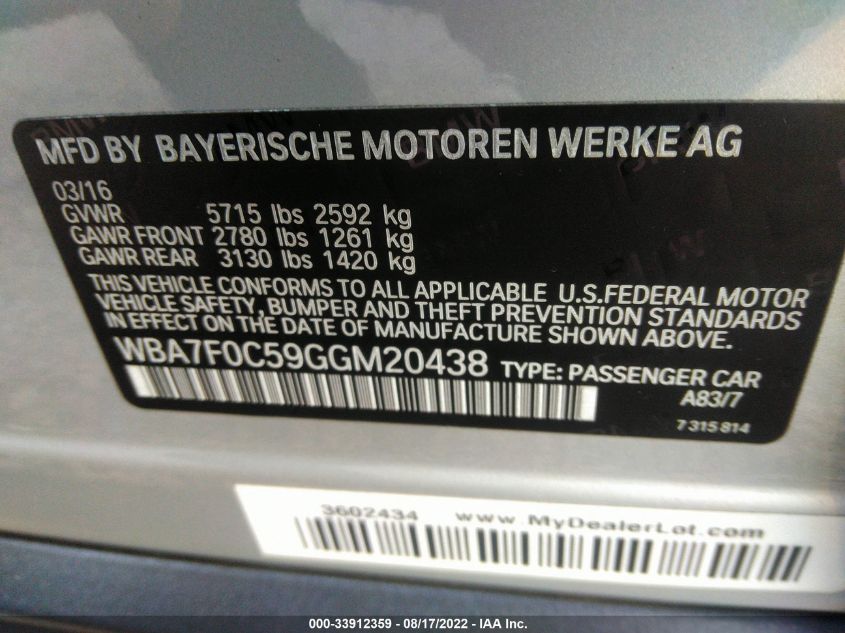 MFD BY BAYERISCHE MOTOREN WERKE AG
03/16
GVWR 5715 lbs 2592 kg
GAWR FRONT 2780 lbs 1261 kg
GAWR REAR 3130 lbs 1420 kg
THIS VEHICLE CONFORMS TO ALL APPLICABLE U.S.FEDERAL MOTOR
VEHICLE SAFETY, BUMPER AND THEFT PREVENTION STANDARDS
IN EFFECT ON THE DATE OF MANUFACTURE SHOWN ABOVE.
WBA7F0C59GGM20438 TYPE: PASSENGER CAR
A83/7
7 315 814
3602434 www.MyDealerLot.com
000-33912359 - 08/17/2022 - IAA Inc.